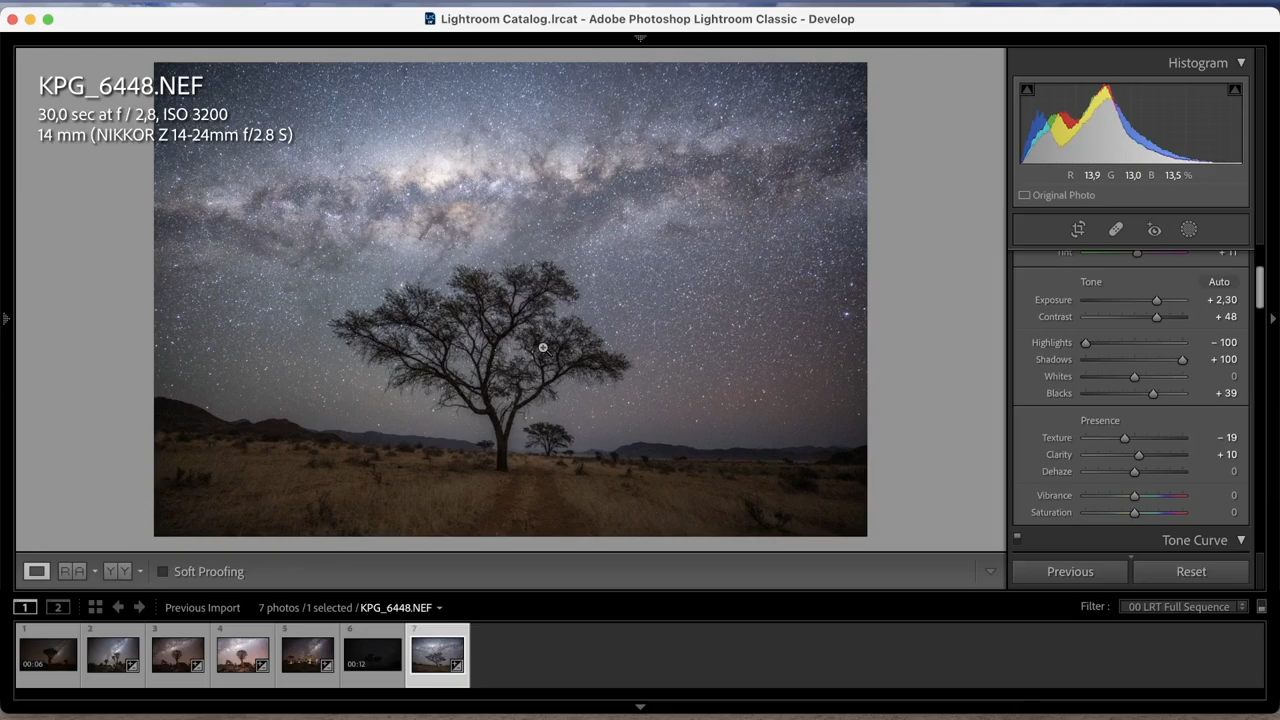 Lightroom Catalog.lrcat - Adobe Photoshop Lightroom Classic - Develop
KPG_6448.NEF
30,0 sec at f / 2,8, ISO 3200
14 mm (NIKKOR Z 14-24mm f/2.8 S)
Histogram
R 13,9 G 13,0 B 13,5 %
Original Photo
Tint + 11
Tone Auto
Exposure + 2,30
Contrast + 48
Highlights − 100
Shadows + 100
Whites 0
Blacks + 39
Presence
Texture − 19
Clarity + 10
Dehaze 0
Vibrance 0
Saturation 0
Tone Curve
Previous Reset
R A Y Y Soft Proofing
1 2 Previous Import 7 photos / 1 selected / KPG_6448.NEF Filter : 00 LRT Full Sequence
1 2 3 4 5 6 7
00:06 00:12